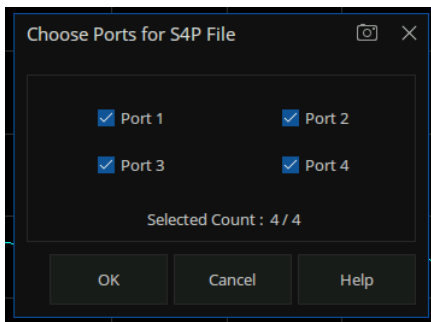 Choose Ports for S4P File
Port 1 Port 2
Port 3 Port 4
Selected Count : 4 / 4
OK Cancel Help